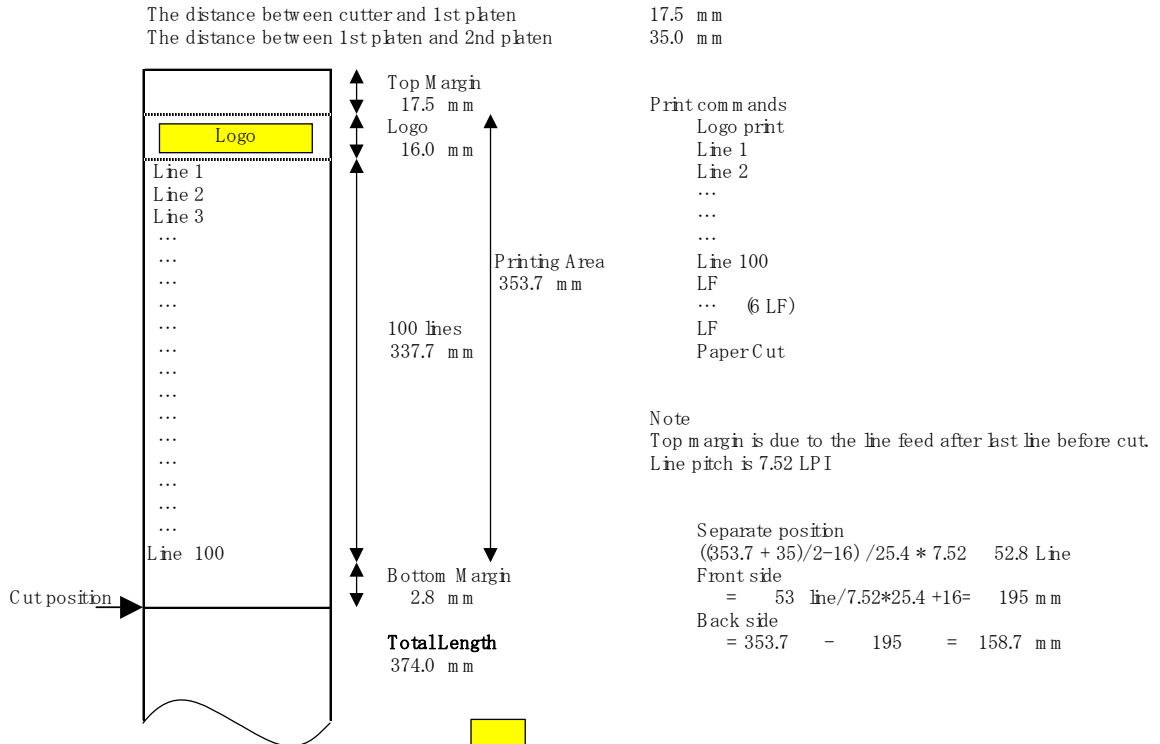 The distance between cutter and 1st platen 17.5 mm
The distance between 1st platen and 2nd platen 35.0 mm
Top Margin
17.5 mm
Logo
Logo
16.0 mm
Line 1
Line 2
Line 3
…
…
…
…
…
…
…
…
…
…
…
…
…
…
Line 100
Printing Area
353.7 mm
100 lines
337.7 mm
Bottom Margin
2.8 mm
Cut position
Total Length
374.0 mm
Print commands
Logo print
Line 1
Line 2
…
…
…
Line 100
LF
… (6 LF)
LF
Paper Cut
Note
Top margin is due to the line feed after last line before cut.
Line pitch is 7.52 LPI
Separate position
((353.7 + 35)/2-16) /25.4 * 7.52 52.8 Line
Front side
= 53 line/7.52*25.4 +16= 195 mm
Back side
= 353.7 - 195 = 158.7 mm